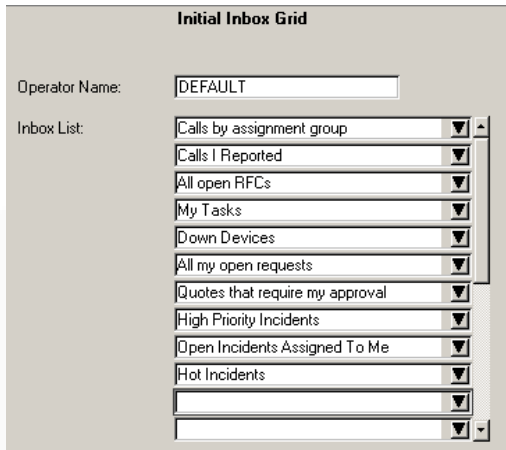 Initial Inbox Grid
Operator Name: DEFAULT
Inbox List: Calls by assignment group
Calls I Reported
All open RFCs
My Tasks
Down Devices
All my open requests
Quotes that require my approval
High Priority Incidents
Open Incidents Assigned To Me
Hot Incidents